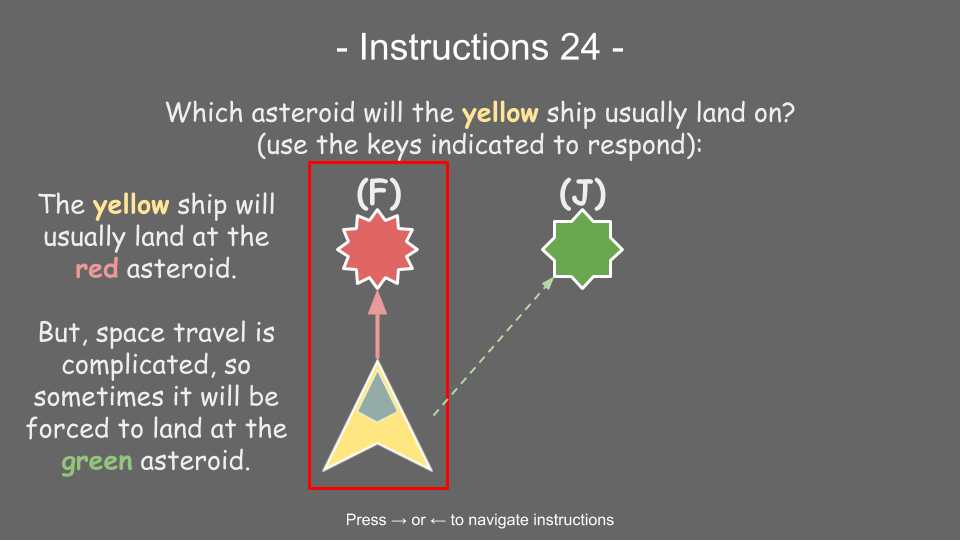 - Instructions 24 -
Which asteroid will the yellow ship usually land on?
(use the keys indicated to respond):
(F)
(J)
The yellow ship will
usually land at the
red asteroid.
But, space travel is
complicated, so
sometimes it will be
forced to land at the
green asteroid.
Press → or ← to navigate instructions